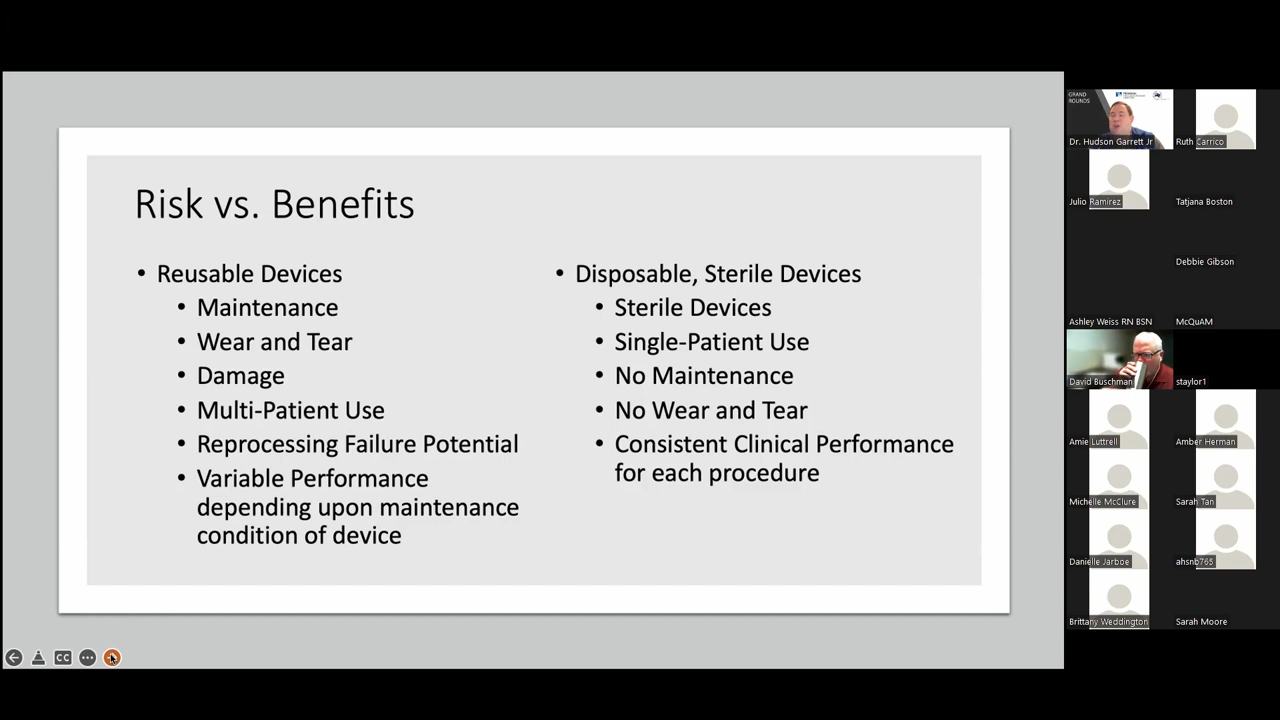 Risk vs. Benefits
• Reusable Devices
• Maintenance
• Wear and Tear
• Damage
• Multi-Patient Use
• Reprocessing Failure Potential
• Variable Performance
depending upon maintenance
condition of device
• Disposable, Sterile Devices
• Sterile Devices
• Single-Patient Use
• No Maintenance
• No Wear and Tear
• Consistent Clinical Performance
for each procedure
CC
GRAND
ROUNDS
Dr. Hudson Garrett Jr
Ruth Carrico
Julio Ramirez
Tatjana Boston
Debbie Gibson
Ashley Weiss RN BSN
McQuAM
David Buschman
staylor1
Amie Luttrell
Amber Herman
Michelle McClure
Sarah Tan
Danielle Jarboe
ahsnb765
Brittany Weddington
Sarah Moore